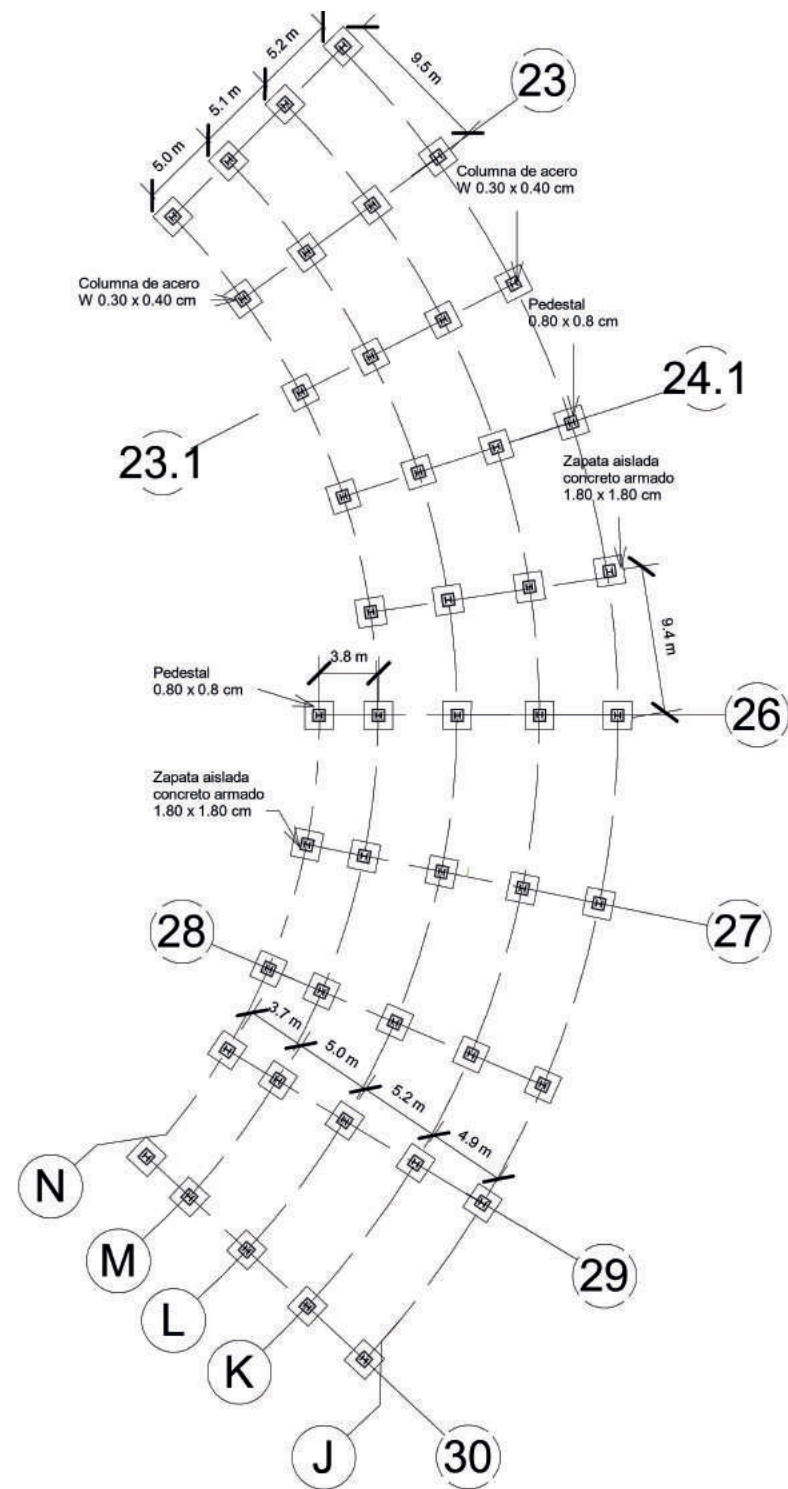 5.2 m
9.5 m
23
5.1 m
5.0 m
Columna de acero
W 0.30 x 0.40 cm
Columna de acero
W 0.30 x 0.40 cm
Pedestal
0.80 x 0.8 cm
24.1
23.1
Zapata aislada
concreto armado
1.80 x 1.80 cm
9.4 m
3.8 m
Pedestal
0.80 x 0.8 cm
26
Zapata aislada
concreto armado
1.80 x 1.80 cm
28
27
3.7 m
5.0 m
5.2 m
4.9 m
N
M
29
L
K
J
30